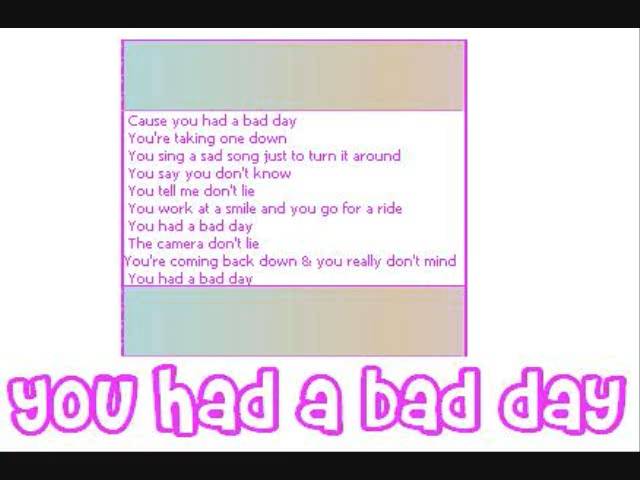 Cause you had a bad day
You're taking one down
You sing a sad song just to turn it around
You say you don't know
You tell me don't lie
You work at a smile and you go for a ride
You had a bad day
The camera don't lie
You're coming back down & you really don't mind
You had a bad day
you had a bad day